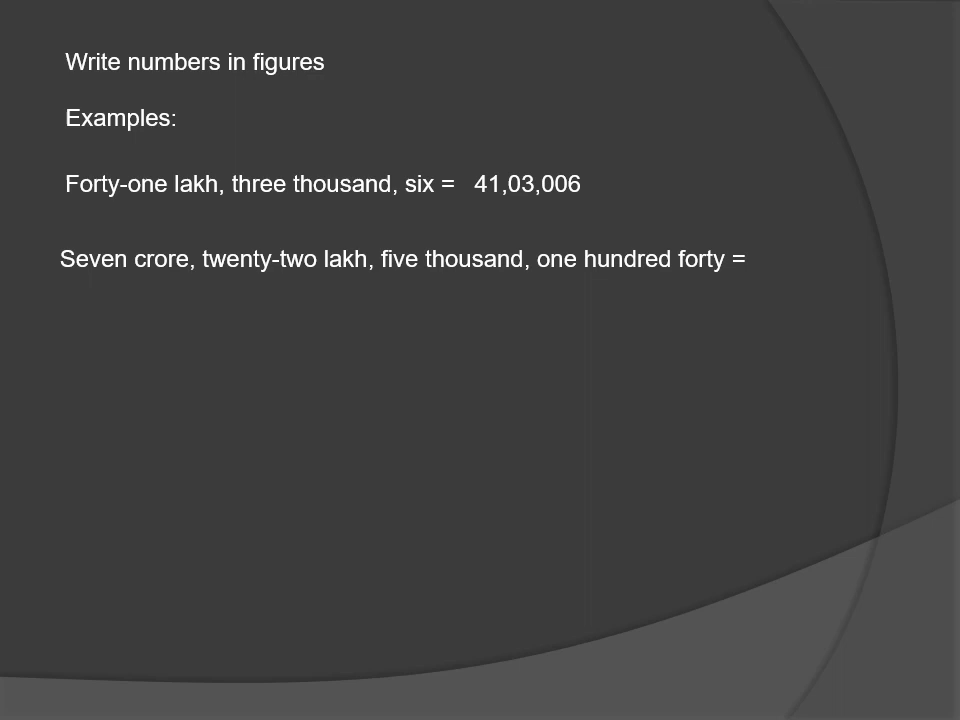 Write numbers in figures
Examples:
Forty-one lakh, three thousand, six = 41,03,006
Seven crore, twenty-two lakh, five thousand, one hundred forty =